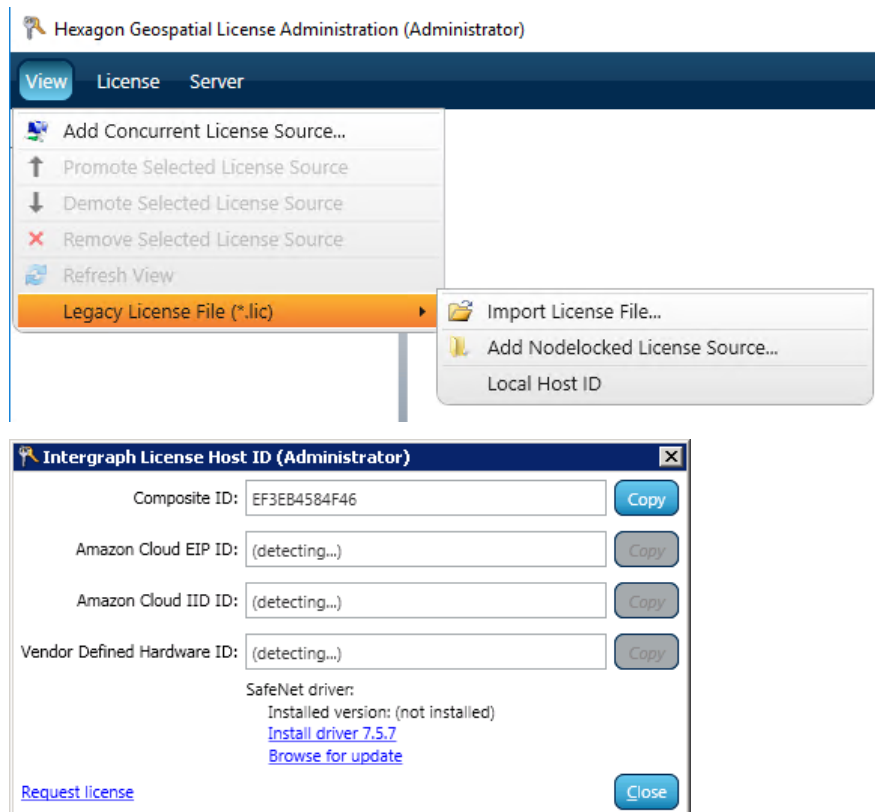 Hexagon Geospatial License Administration (Administrator)
View License Server
Add Concurrent License Source...
Promote Selected License Source
Demote Selected License Source
Remove Selected License Source
Refresh View
Legacy License File (*.lic)
Import License File...
Add Nodelocked License Source...
Local Host ID
Intergraph License Host ID (Administrator)
Composite ID: EF3EB4584F46 Copy
Amazon Cloud EIP ID: (detecting...) Copy
Amazon Cloud IID ID: (detecting...) Copy
Vendor Defined Hardware ID: (detecting...) Copy
SafeNet driver:
Installed version: (not installed)
Install driver 7.5.7
Browse for update
Request license Close